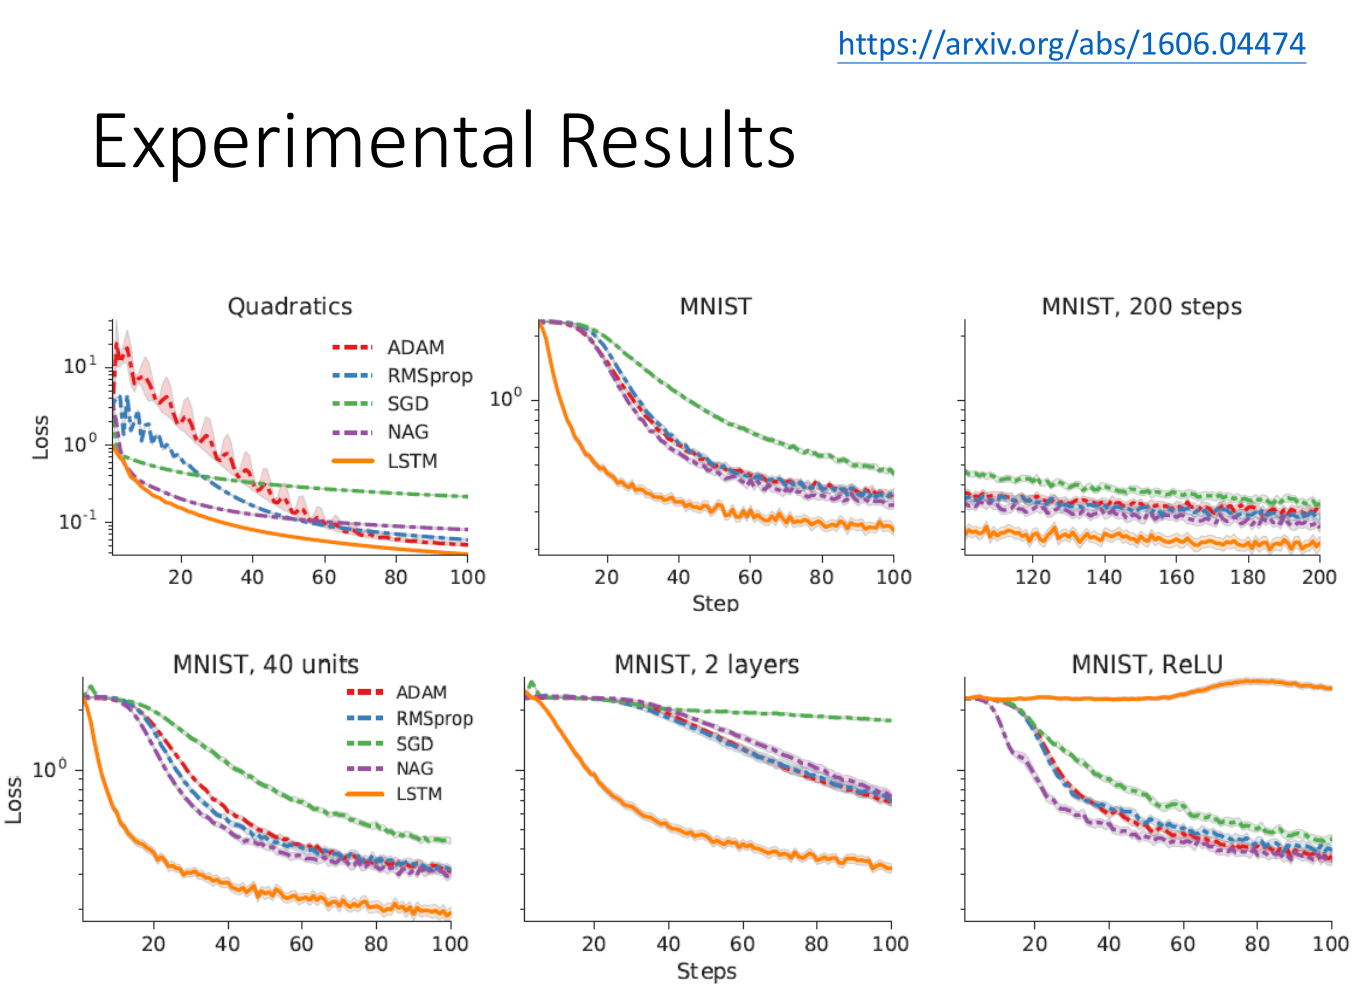 https://arxiv.org/abs/1606.04474
Experimental Results
Quadratics
MNIST
MNIST, 200 steps
Loss
10^1
10^0
10^-1
ADAM
RMSprop
SGD
NAG
LSTM
20 40 60 80 100
10^0
20 40 60 80 100
Step
120 140 160 180 200
MNIST, 40 units
MNIST, 2 layers
MNIST, ReLU
Loss
10^0
ADAM
RMSprop
SGD
NAG
LSTM
20 40 60 80 100
20 40 60 80 100
Steps
20 40 60 80 100